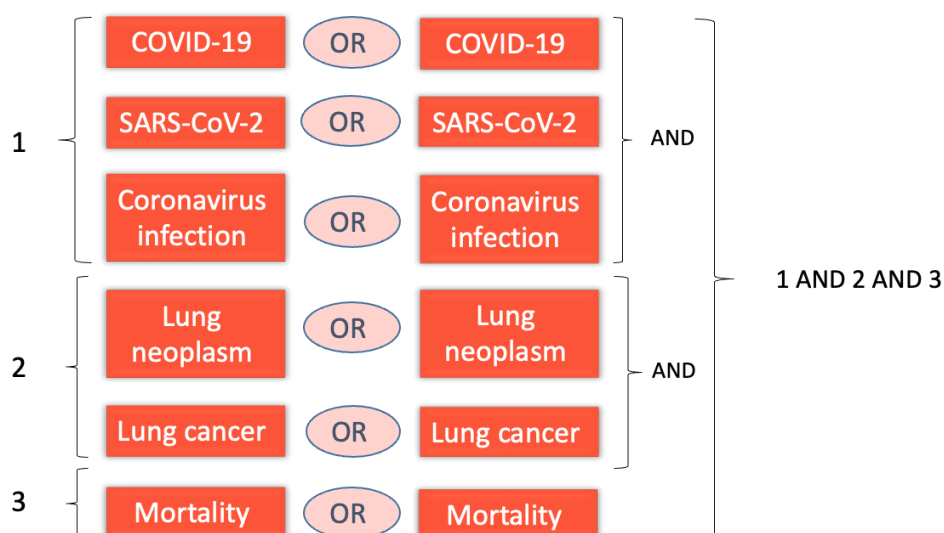 COVID-19 OR COVID-19
1 SARS-CoV-2 OR SARS-CoV-2 AND
Coronavirus infection OR Coronavirus infection
1 AND 2 AND 3
Lung neoplasm OR Lung neoplasm
2 AND
Lung cancer OR Lung cancer
3 Mortality OR Mortality